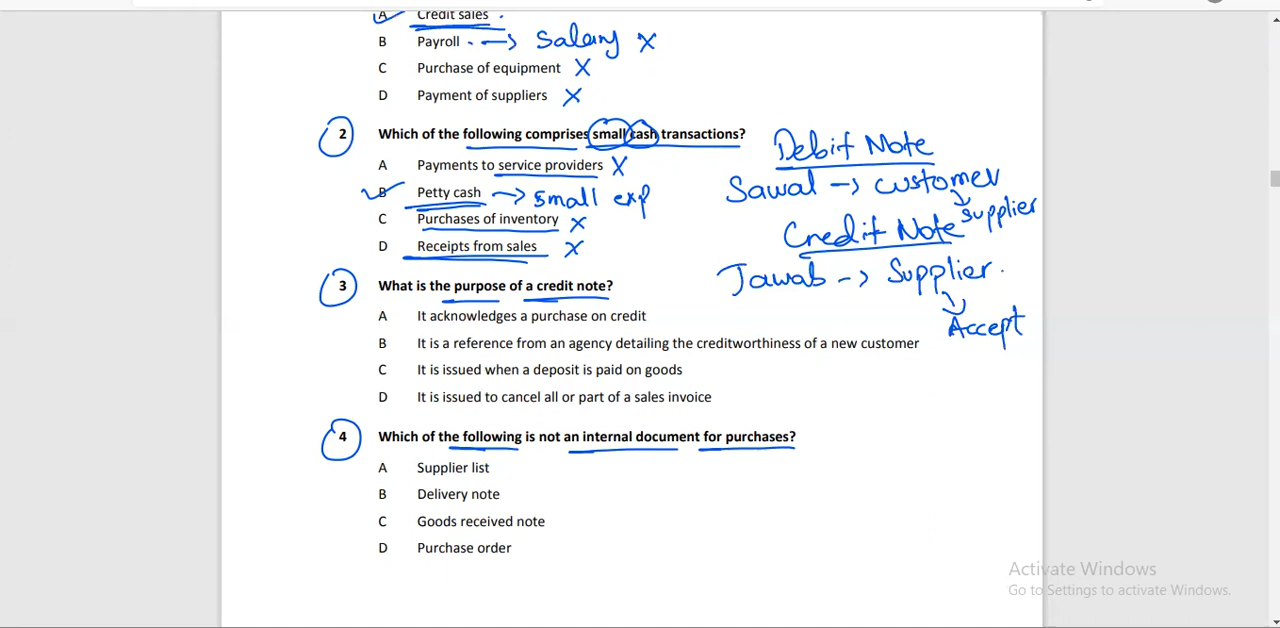 A Credit sales
B Payroll . → Salary X
C Purchase of equipment X
D Payment of suppliers X
2 Which of the following comprises small cash transactions?
A Payments to service providers X
B Petty cash → small exp
C Purchases of inventory X
D Receipts from sales X
Debit Note
Sawal → customer
supplier
Credit Note
Jawab → Supplier.
Accept
3 What is the purpose of a credit note?
A It acknowledges a purchase on credit
B It is a reference from an agency detailing the creditworthiness of a new customer
C It is issued when a deposit is paid on goods
D It is issued to cancel all or part of a sales invoice
4 Which of the following is not an internal document for purchases?
A Supplier list
B Delivery note
C Goods received note
D Purchase order
Activate Windows
Go to Settings to activate Windows.